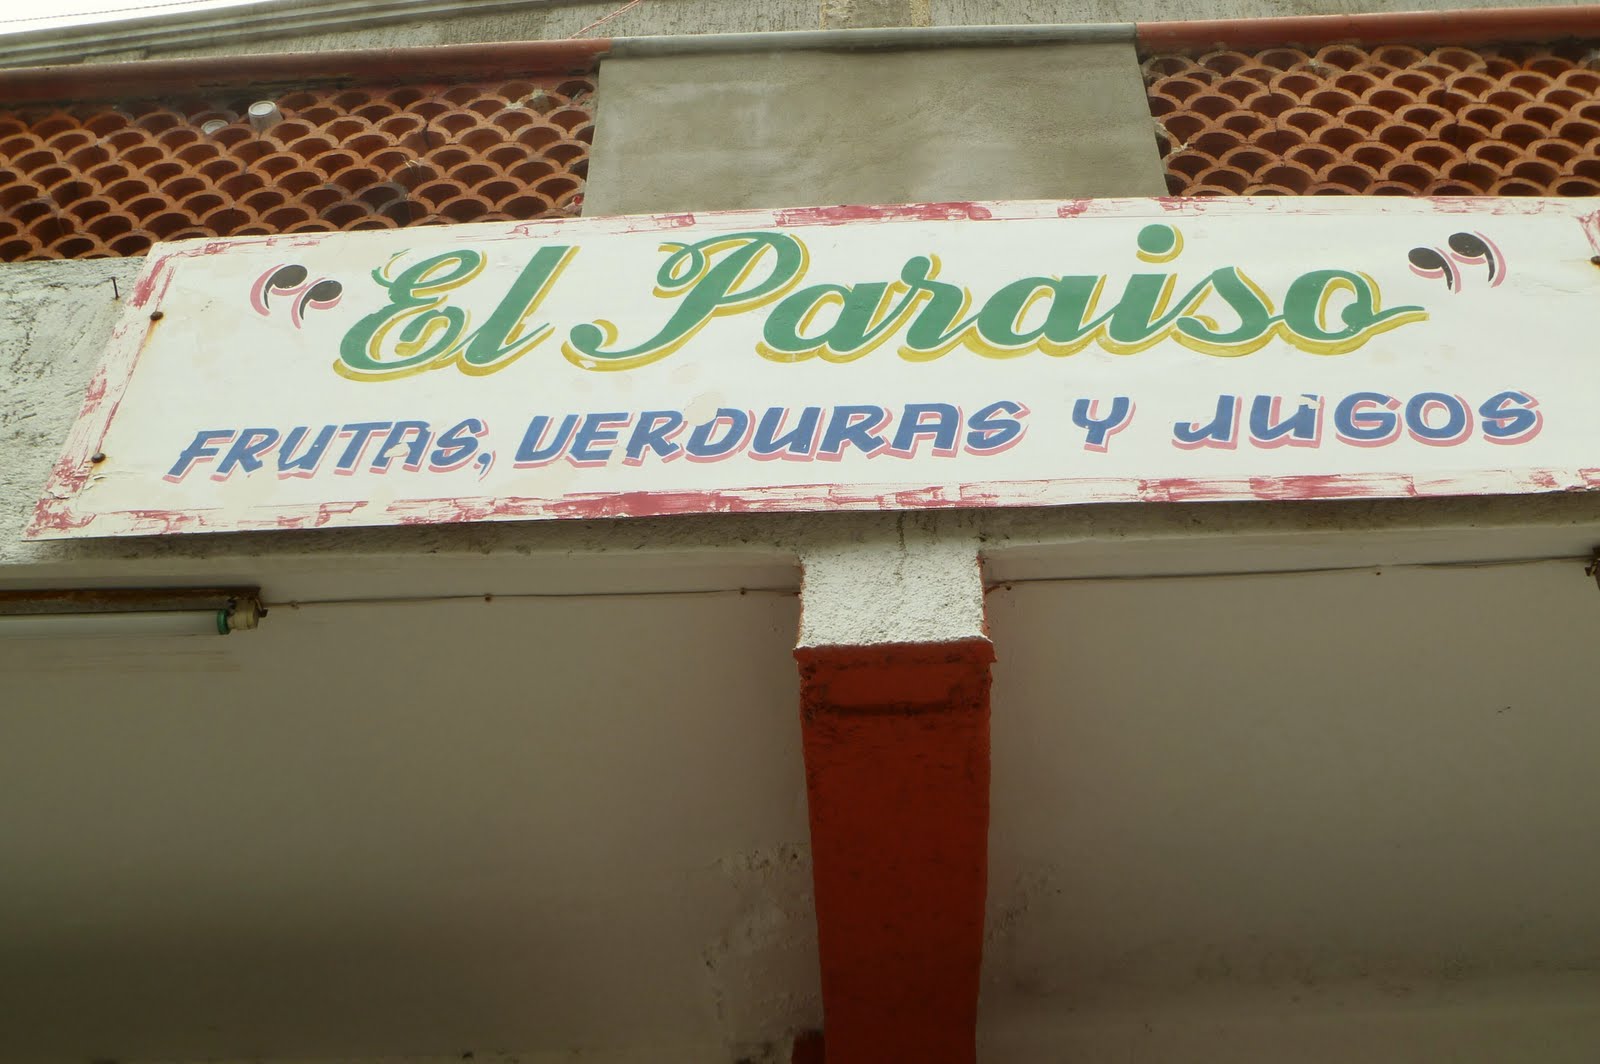 "El Paraiso"
FRUTAS, VERDURAS Y JUGOS